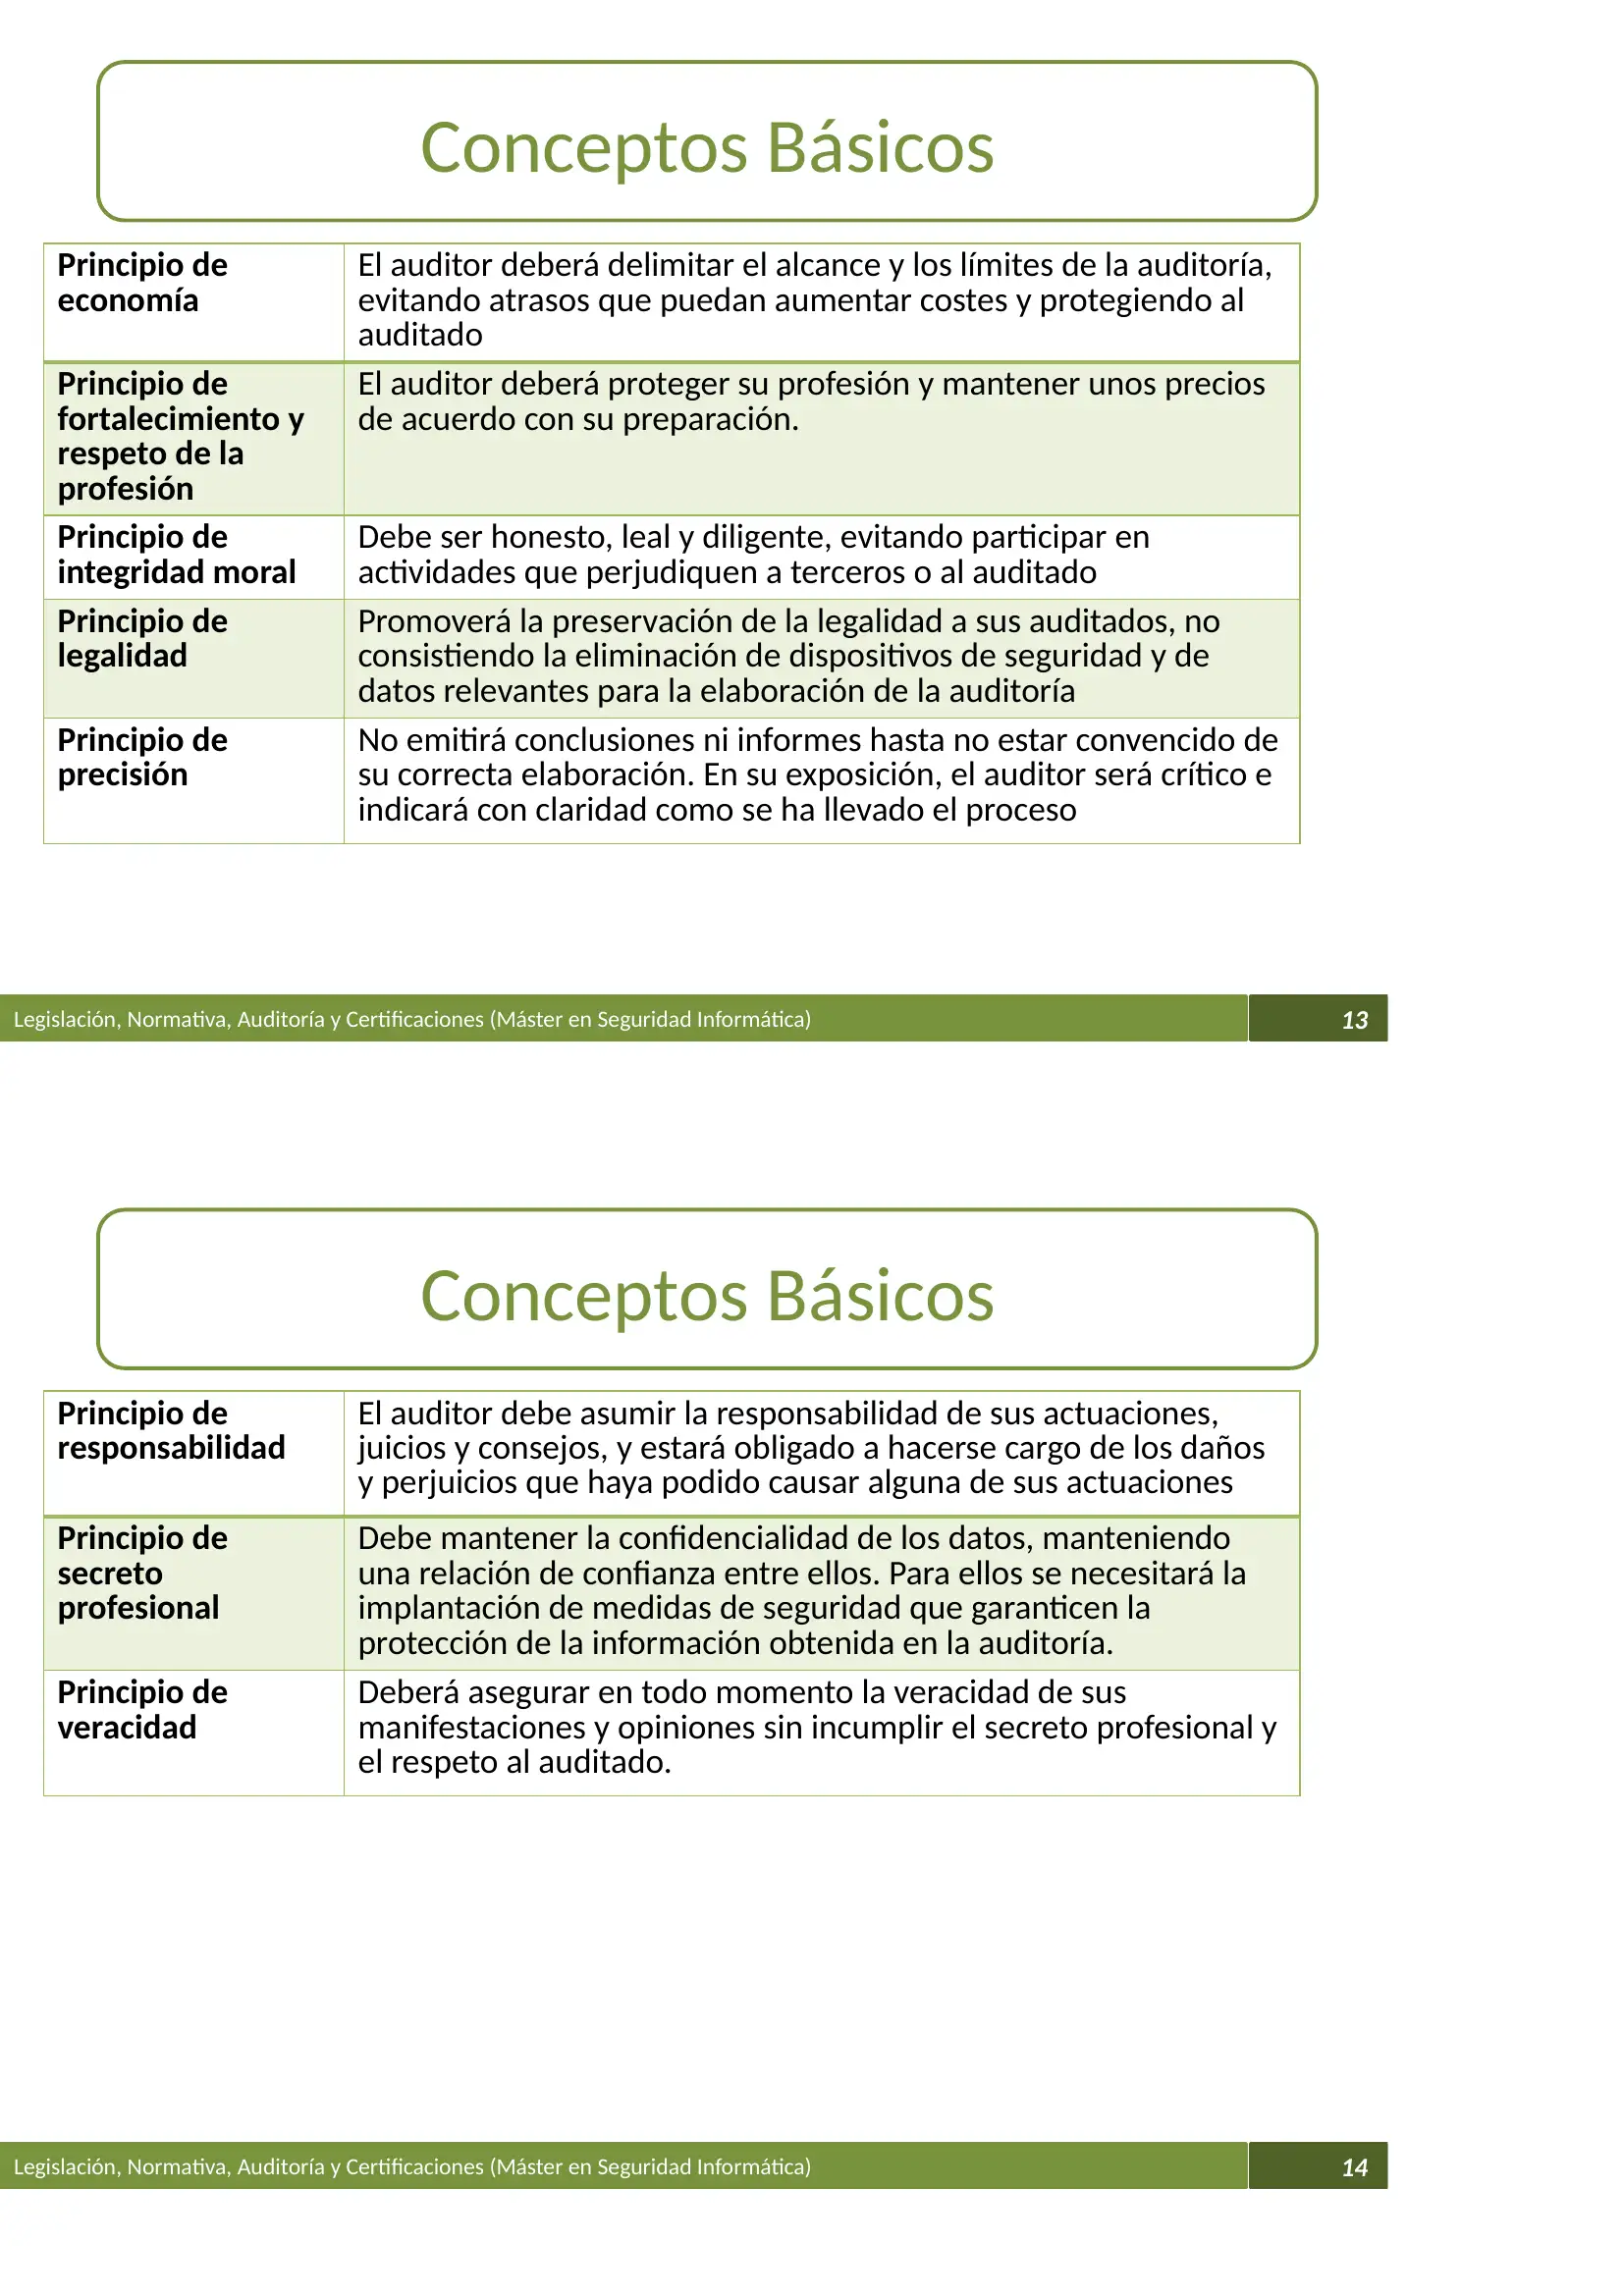 Conceptos Básicos
Principio de
economía
El auditor deberá delimitar el alcance y los límites de la auditoría,
evitando atrasos que puedan aumentar costes y protegiendo al
auditado
Principio de
fortalecimiento y
respeto de la
profesión
El auditor deberá proteger su profesión y mantener unos precios
de acuerdo con su preparación.
Principio de
integridad moral
Debe ser honesto, leal y diligente, evitando participar en
actividades que perjudiquen a terceros o al auditado
Principio de
legalidad
Promoverá la preservación de la legalidad a sus auditados, no
consistiendo la eliminación de dispositivos de seguridad y de
datos relevantes para la elaboración de la auditoría
Principio de
precisión
No emitirá conclusiones ni informes hasta no estar convencido de
su correcta elaboración. En su exposición, el auditor será crítico e
indicará con claridad como se ha llevado el proceso
Legislación, Normativa, Auditoría y Certificaciones (Máster en Seguridad Informática)
13
Conceptos Básicos
Principio de
responsabilidad
El auditor debe asumir la responsabilidad de sus actuaciones,
juicios y consejos, y estará obligado a hacerse cargo de los daños
y perjuicios que haya podido causar alguna de sus actuaciones
Principio de
secreto
profesional
Debe mantener la confidencialidad de los datos, manteniendo
una relación de confianza entre ellos. Para ellos se necesitará la
implantación de medidas de seguridad que garanticen la
protección de la información obtenida en la auditoría.
Principio de
veracidad
Deberá asegurar en todo momento la veracidad de sus
manifestaciones y opiniones sin incumplir el secreto profesional y
el respeto al auditado.
Legislación, Normativa, Auditoría y Certificaciones (Máster en Seguridad Informática)
14